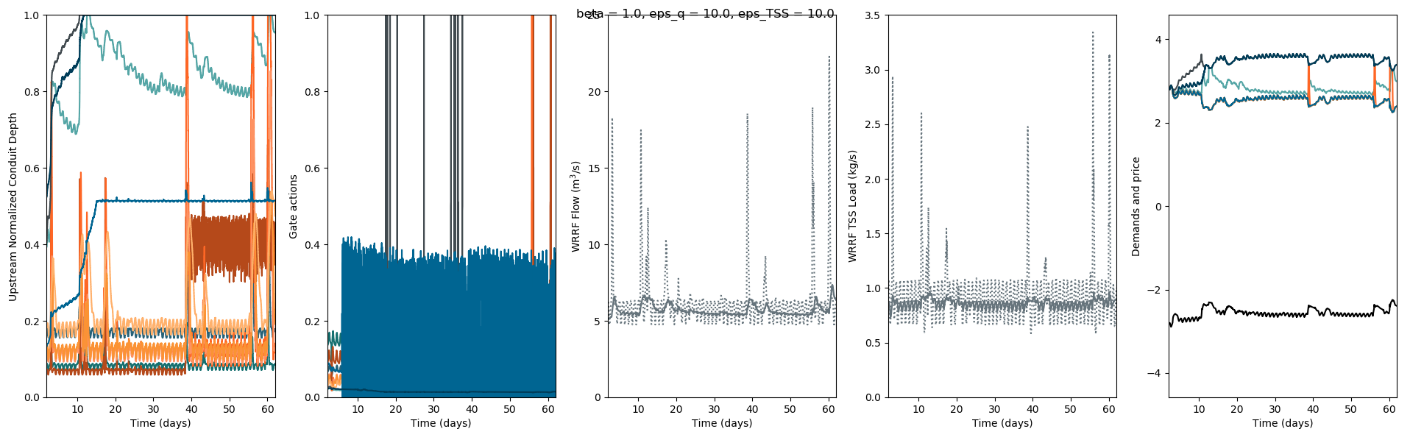 beta = 1.0, eps_q = 10.0, eps_TSS = 10.0
Upstream Normalized Conduit Depth
1.0
0.8
0.6
0.4
0.2
0.0
10 20 30 40 50 60
Time (days)
Gate actions
1.0
0.8
0.6
0.4
0.2
0.0
10 20 30 40 50 60
Time (days)
WRRF Flow (m³/s)
25
20
15
10
5
0
10 20 30 40 50 60
Time (days)
WRRF TSS Load (kg/s)
3.5
3.0
2.5
2.0
1.5
1.0
0.5
0.0
10 20 30 40 50 60
Time (days)
Demands and price
4
2
0
−2
−4
10 20 30 40 50 60
Time (days)